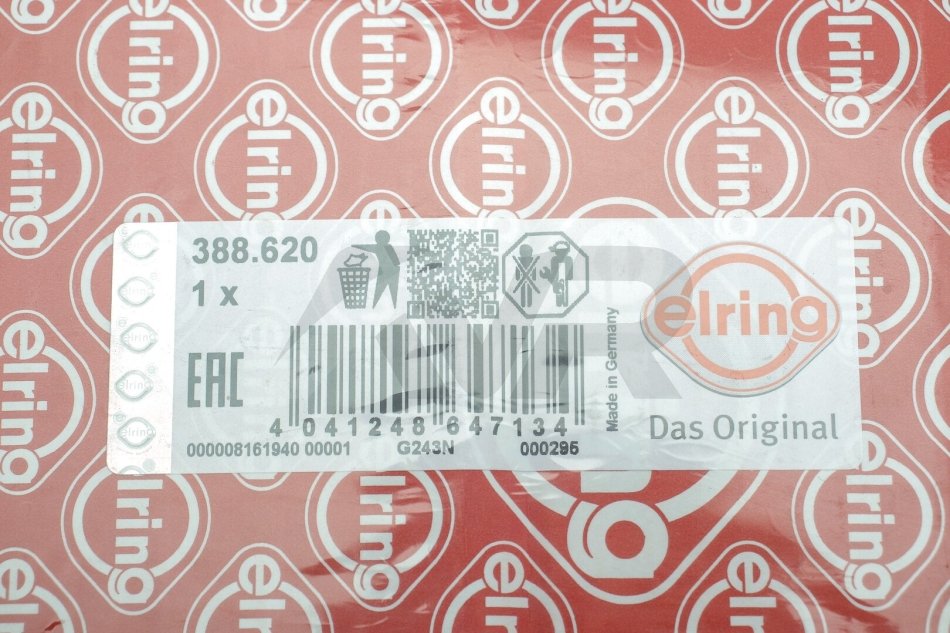 388.620
1 x
EAC
4 041248 647134
000008161940 00001 G243N 000295
Made in Germany
elring
Das Original